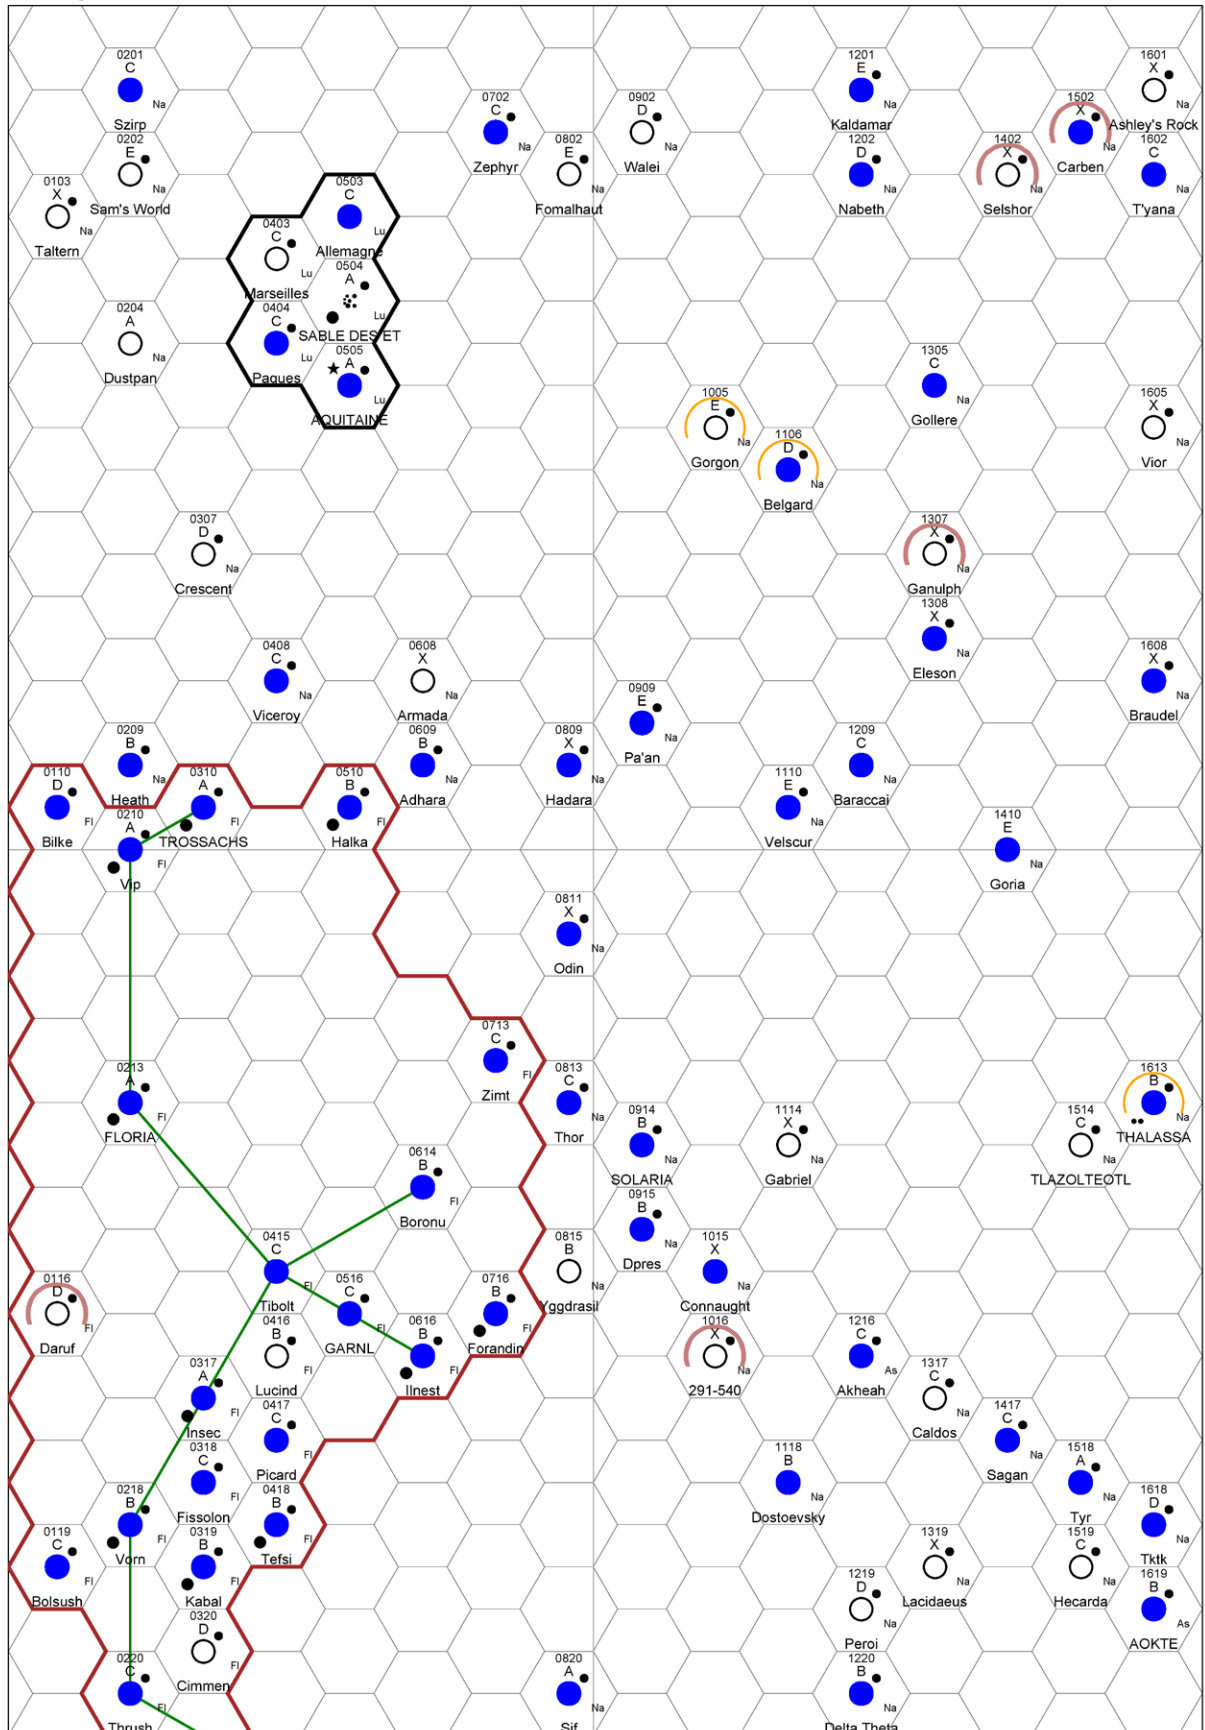 0201
C
Na
Szirp
0202
E
Na
Sam's World
0103
X
Na
Taltern
0204
A
Na
Dustpan
0403
C
Lu
Marseilles
0404
C
Lu
Paques
0503
C
Lu
Allemagne
0504
A
Lu
SABLE DES ET
0505
A
Lu
AQUITAINE
0702
C
Na
Zephyr
0802
E
Na
Fomalhaut
0902
D
Na
Walei
1201
E
Na
Kaldamar
1202
D
Na
Nabeth
1402
X
Na
Selshor
1502
X
Na
Carben
1601
X
Na
Ashley's Rock
1602
C
Na
T'yana
1305
C
Na
Gollere
1005
E
Na
Gorgon
1106
D
Na
Belgard
1605
X
Na
Vior
0307
D
Na
Crescent
1307
X
Na
Ganulph
1308
X
Na
Eleson
0408
C
Na
Viceroy
0608
X
Na
Armada
1608
X
Na
Braudel
0909
E
Na
Pa'an
0209
B
Na
Heath
0609
B
Na
Adhara
0809
X
Na
Hadara
1209
C
Na
Baraccai
0110
D
Fl
Bilke
0310
A
Fl
TROSSACHS
0510
B
Fl
Halka
1110
E
Na
Velscur
0210
A
Fl
Vip
1410
E
Na
Goria
0811
X
Na
Odin
0713
C
Fl
Zimt
0213
A
Fl
FLORIA
0813
C
Na
Thor
1613
B
Na
THALASSA
0914
B
Na
SOLARIA
1114
X
Na
Gabriel
1514
C
Na
TLAZOLTEOTL
0614
B
Fl
Boronu
0915
B
Na
Dpres
0415
C
Fl
Tibolt
0815
B
Na
Yggdrasil
1015
X
Na
Connaught
0116
D
Fl
Daruf
0516
C
Fl
GARNL
0716
B
Fl
Forandin
0416
B
Fl
Lucind
0616
B
Fl
Ilnest
1016
X
Na
291-540
1216
C
As
Akheah
0317
A
Fl
Insec
1317
C
Na
Caldos
0417
C
Fl
Picard
1417
C
Na
Sagan
0318
C
Fl
Fissolon
1118
B
Na
Dostoevsky
1518
A
Na
Tyr
0218
B
Fl
Vorn
0418
B
Fl
Tefsi
1618
D
Na
Tktk
0119
C
Fl
Bolsush
0319
B
Fl
Kabal
1319
X
Na
Lacidaeus
1519
C
Na
Hecarda
1219
D
Na
Peroi
1619
B
As
AOKTE
0320
D
Fl
Cimmen
0220
C
Fl
Thrush
0820
A
Na
Sif
1220
B
Na
Delta Theta